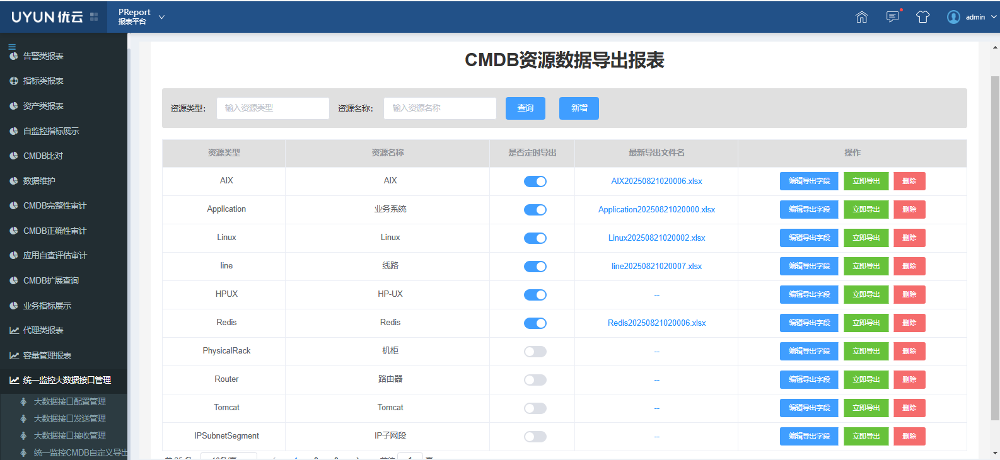 UYUN 优云
PReport
报表平台
admin
告警类报表
指标类报表
资产类报表
自监控指标展示
CMDB比对
数据维护
CMDB完整性审计
CMDB正确性审计
应用自查评估审计
CMDB扩展查询
业务指标展示
代理类报表
容量管理报表
统一监控大数据接口管理
大数据接口配置管理
大数据接口发送管理
大数据接口接收管理
统一监控CMDB自定义导出
CMDB资源数据导出报表
资源类型： 输入资源类型 资源名称： 输入资源名称 查询 新增
资源类型 资源名称 是否定时导出 最新导出文件名 操作
AIX AIX AIX20250821020006.xlsx 编辑导出字段 立即导出 删除
Application 业务系统 Application20250821020000.xlsx 编辑导出字段 立即导出 删除
Linux Linux Linux20250821020002.xlsx 编辑导出字段 立即导出 删除
line 线路 line20250821020007.xlsx 编辑导出字段 立即导出 删除
HPUX HP-UX -- 编辑导出字段 立即导出 删除
Redis Redis Redis20250821020006.xlsx 编辑导出字段 立即导出 删除
PhysicalRack 机柜 -- 编辑导出字段 立即导出 删除
Router 路由器 -- 编辑导出字段 立即导出 删除
Tomcat Tomcat -- 编辑导出字段 立即导出 删除
IPSubnetSegment IP子网段 -- 编辑导出字段 立即导出 删除